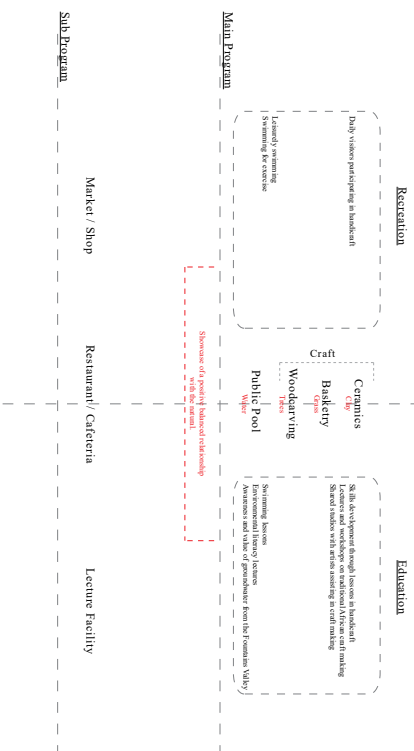 Recreation
Education
Daily visitors participating in handicraft
Leisurely swimming
Swimming for exercise
Craft
Ceramics
Clay
Basketry
Grass
Woodcarving
Trees
Public Pool
Water
Skills development through lessons in handicraft
Lectures and workshops on traditional African craft making
Shared studios with artists assisting in craft making
Swimming lessons
Environmental literacy lectures
Awareness and value of groundwater from the Fountains Valley
Main Program
Showcase of a positive balanced relationship
with the natural.
Sub Program
Market / Shop
Restaurant / Cafeteria
Lecture Facility